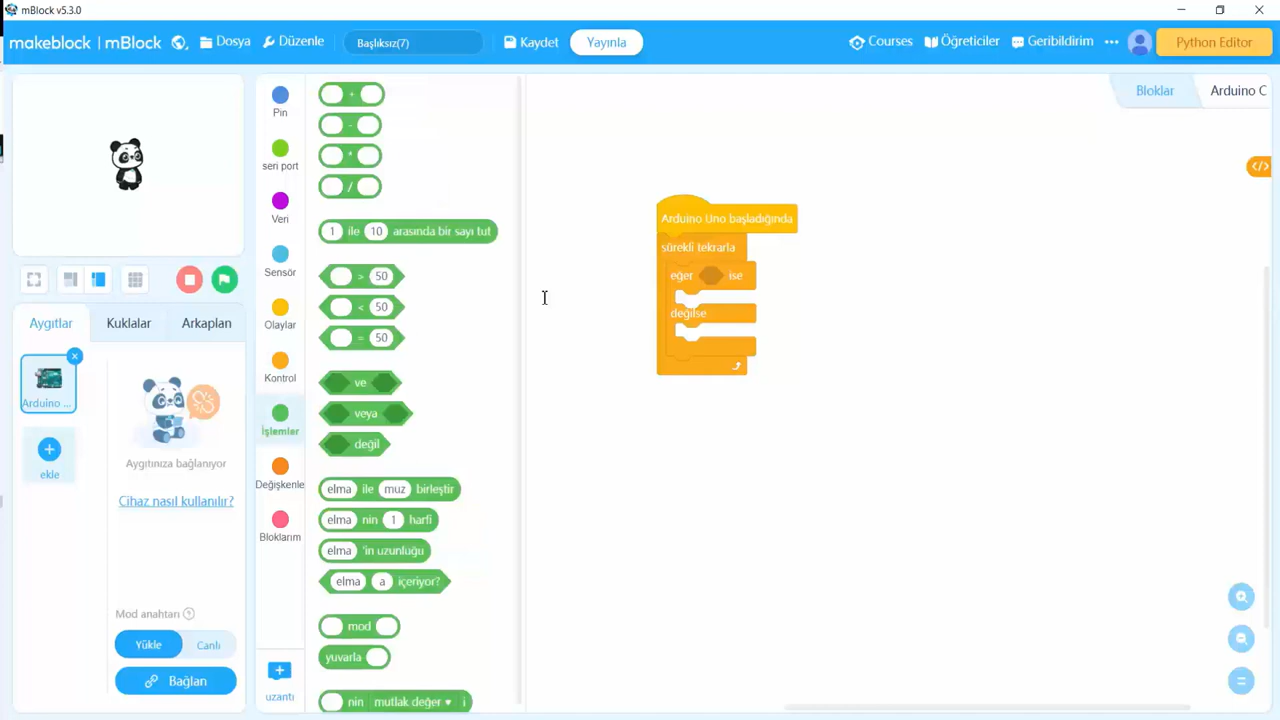 mBlock v5.3.0
makeblock | mBlock
Dosya
Düzenle
Başlıksız(7)
Kaydet
Yayınla
Courses
Öğreticiler
Geribildirim
Python Editor
Bloklar
Arduino C
Pin
seri port
Veri
Sensör
Olaylar
Kontrol
İşlemler
Değişkenle
Bloklarım
uzantı
+
-
*
/
1 ile 10 arasında bir sayı tut
> 50
< 50
= 50
ve
veya
değil
elma ile muz birleştir
elma nin 1 harfi
elma 'in uzunluğu
elma a içeriyor?
mod
yuvarla
nin mutlak değer i
Arduino Uno başladığında
sürekli tekrarla
eğer ise
değilse
</>
Aygıtlar
Kuklalar
Arkaplan
Arduino ...
ekle
Aygıtınıza bağlanıyor
Cihaz nasıl kullanılır?
Mod anahtarı ?
Yükle
Canlı
Bağlan